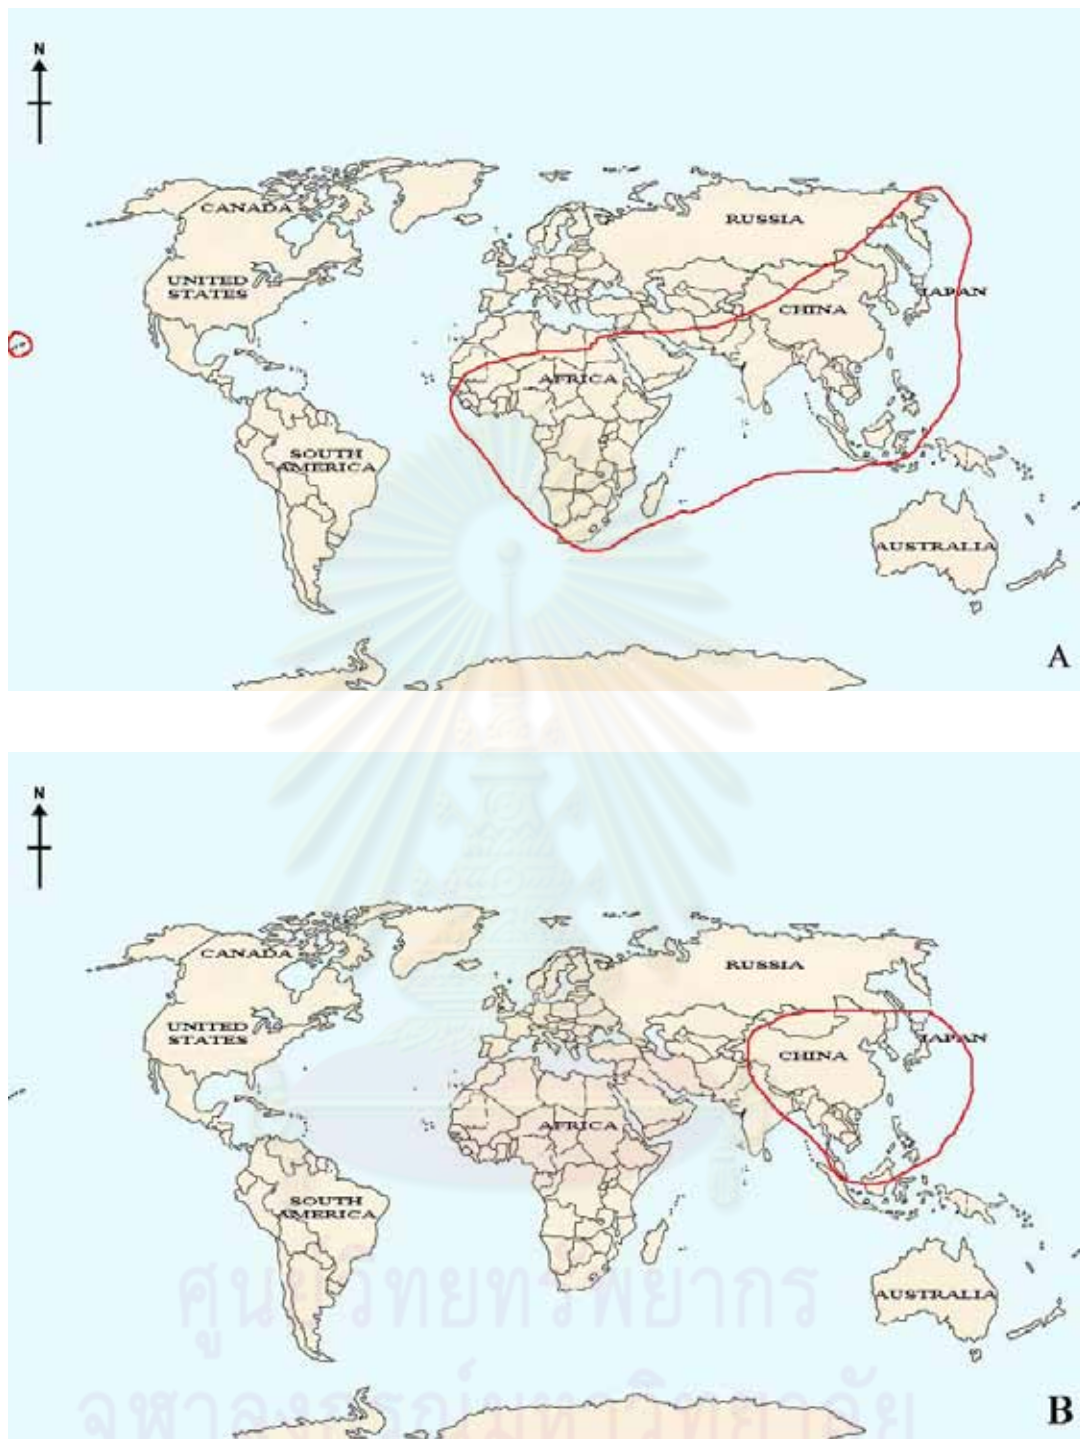 N
CANADA
RUSSIA
UNITED
STATES
JAPAN
CHINA
AFRICA
SOUTH
AMERICA
AUSTRALIA
A
N
CANADA
RUSSIA
UNITED
STATES
JAPAN
CHINA
AFRICA
SOUTH
AMERICA
AUSTRALIA
B
ศูนย์วิทยทรัพยากร
จุฬาลงกรณ์มหาวิทยาลัย